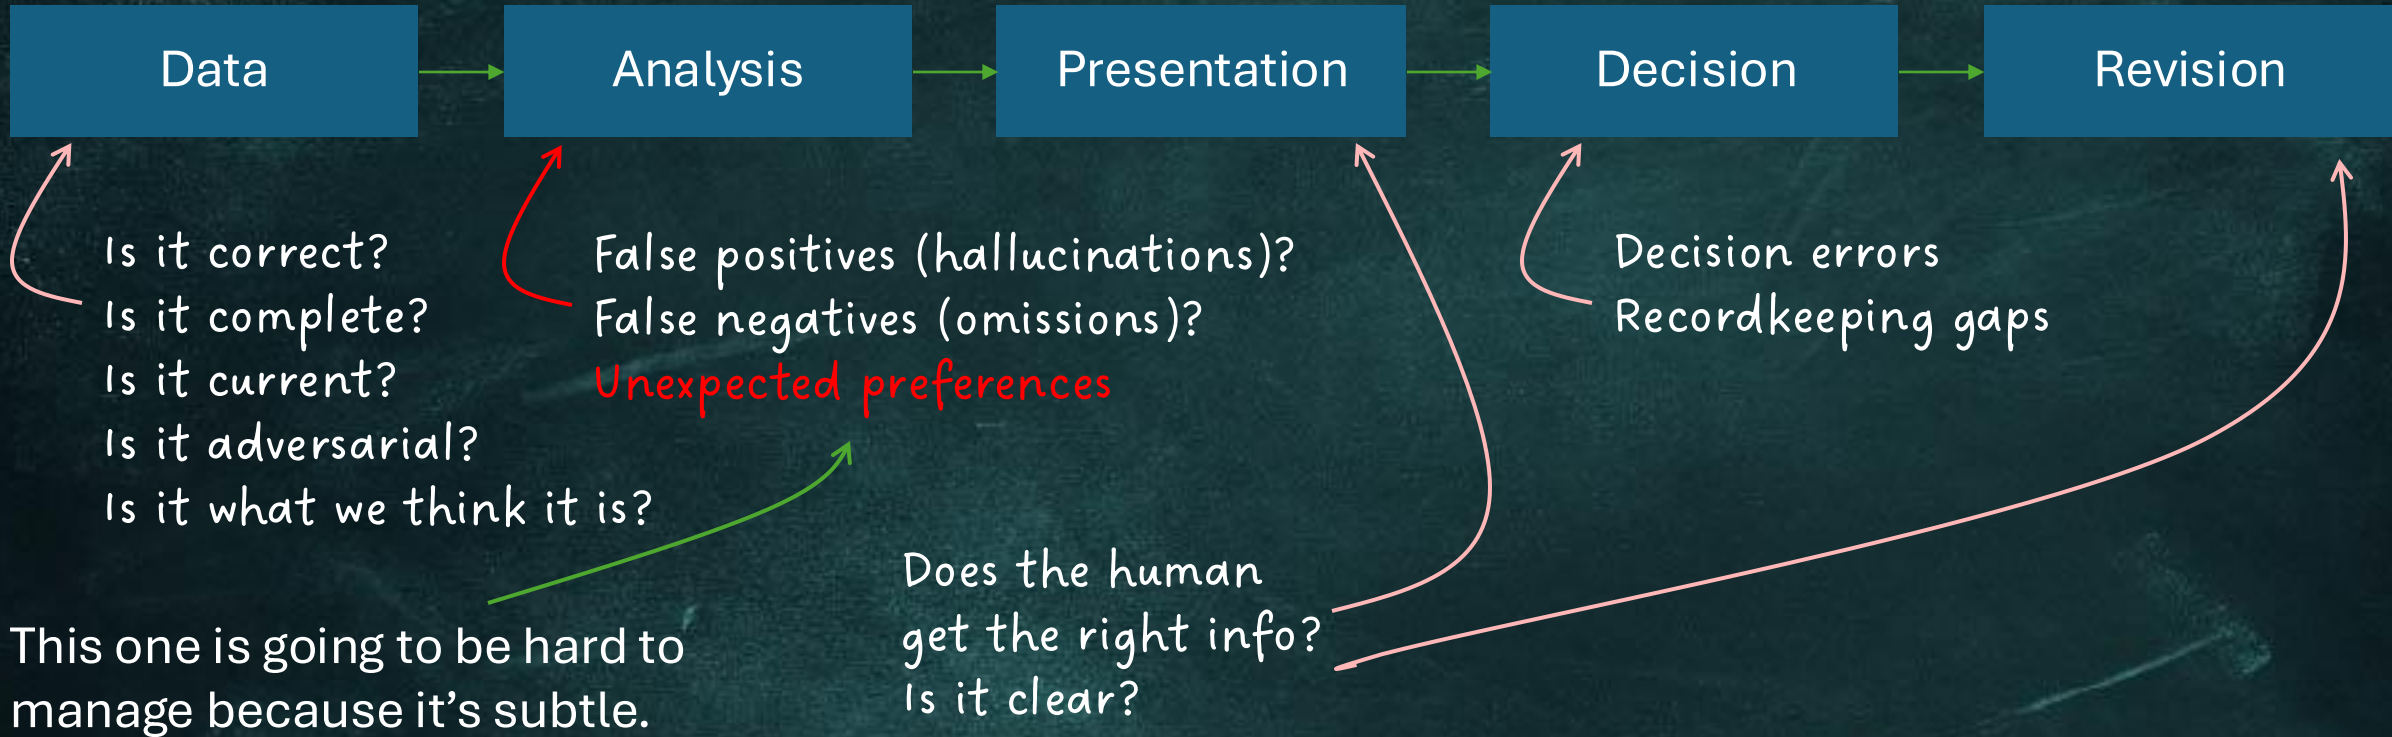 Data
Analysis
Presentation
Decision
Revision
Is it correct?
Is it complete?
Is it current?
Is it adversarial?
Is it what we think it is?
False positives (hallucinations)?
False negatives (omissions)?
Unexpected preferences
Decision errors
Recordkeeping gaps
Does the human
get the right info?
Is it clear?
This one is going to be hard to
manage because it’s subtle.